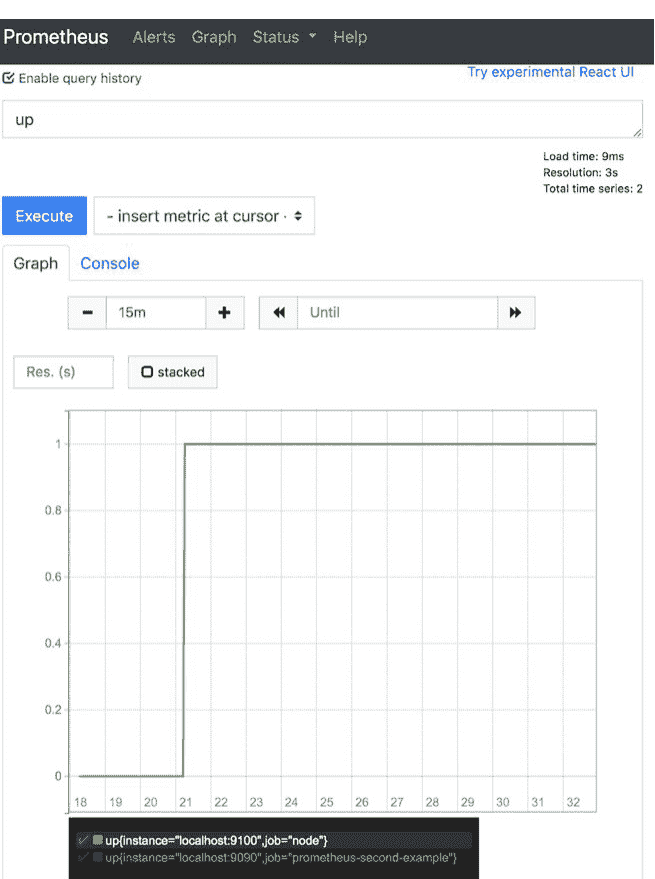 Prometheus Alerts Graph Status Help
Enable query history
Try experimental React UI
up
Load time: 9ms
Resolution: 3s
Total time series: 2
Execute
- insert metric at cursor -
Graph Console
15m Until
Res. (s) stacked
1
0.8
0.6
0.4
0.2
0
18 19 20 21 22 23 24 25 26 27 28 29 30 31 32
up{instance="localhost:9100",job="node"}
up{instance="localhost:9090",job="prometheus-second-example"}